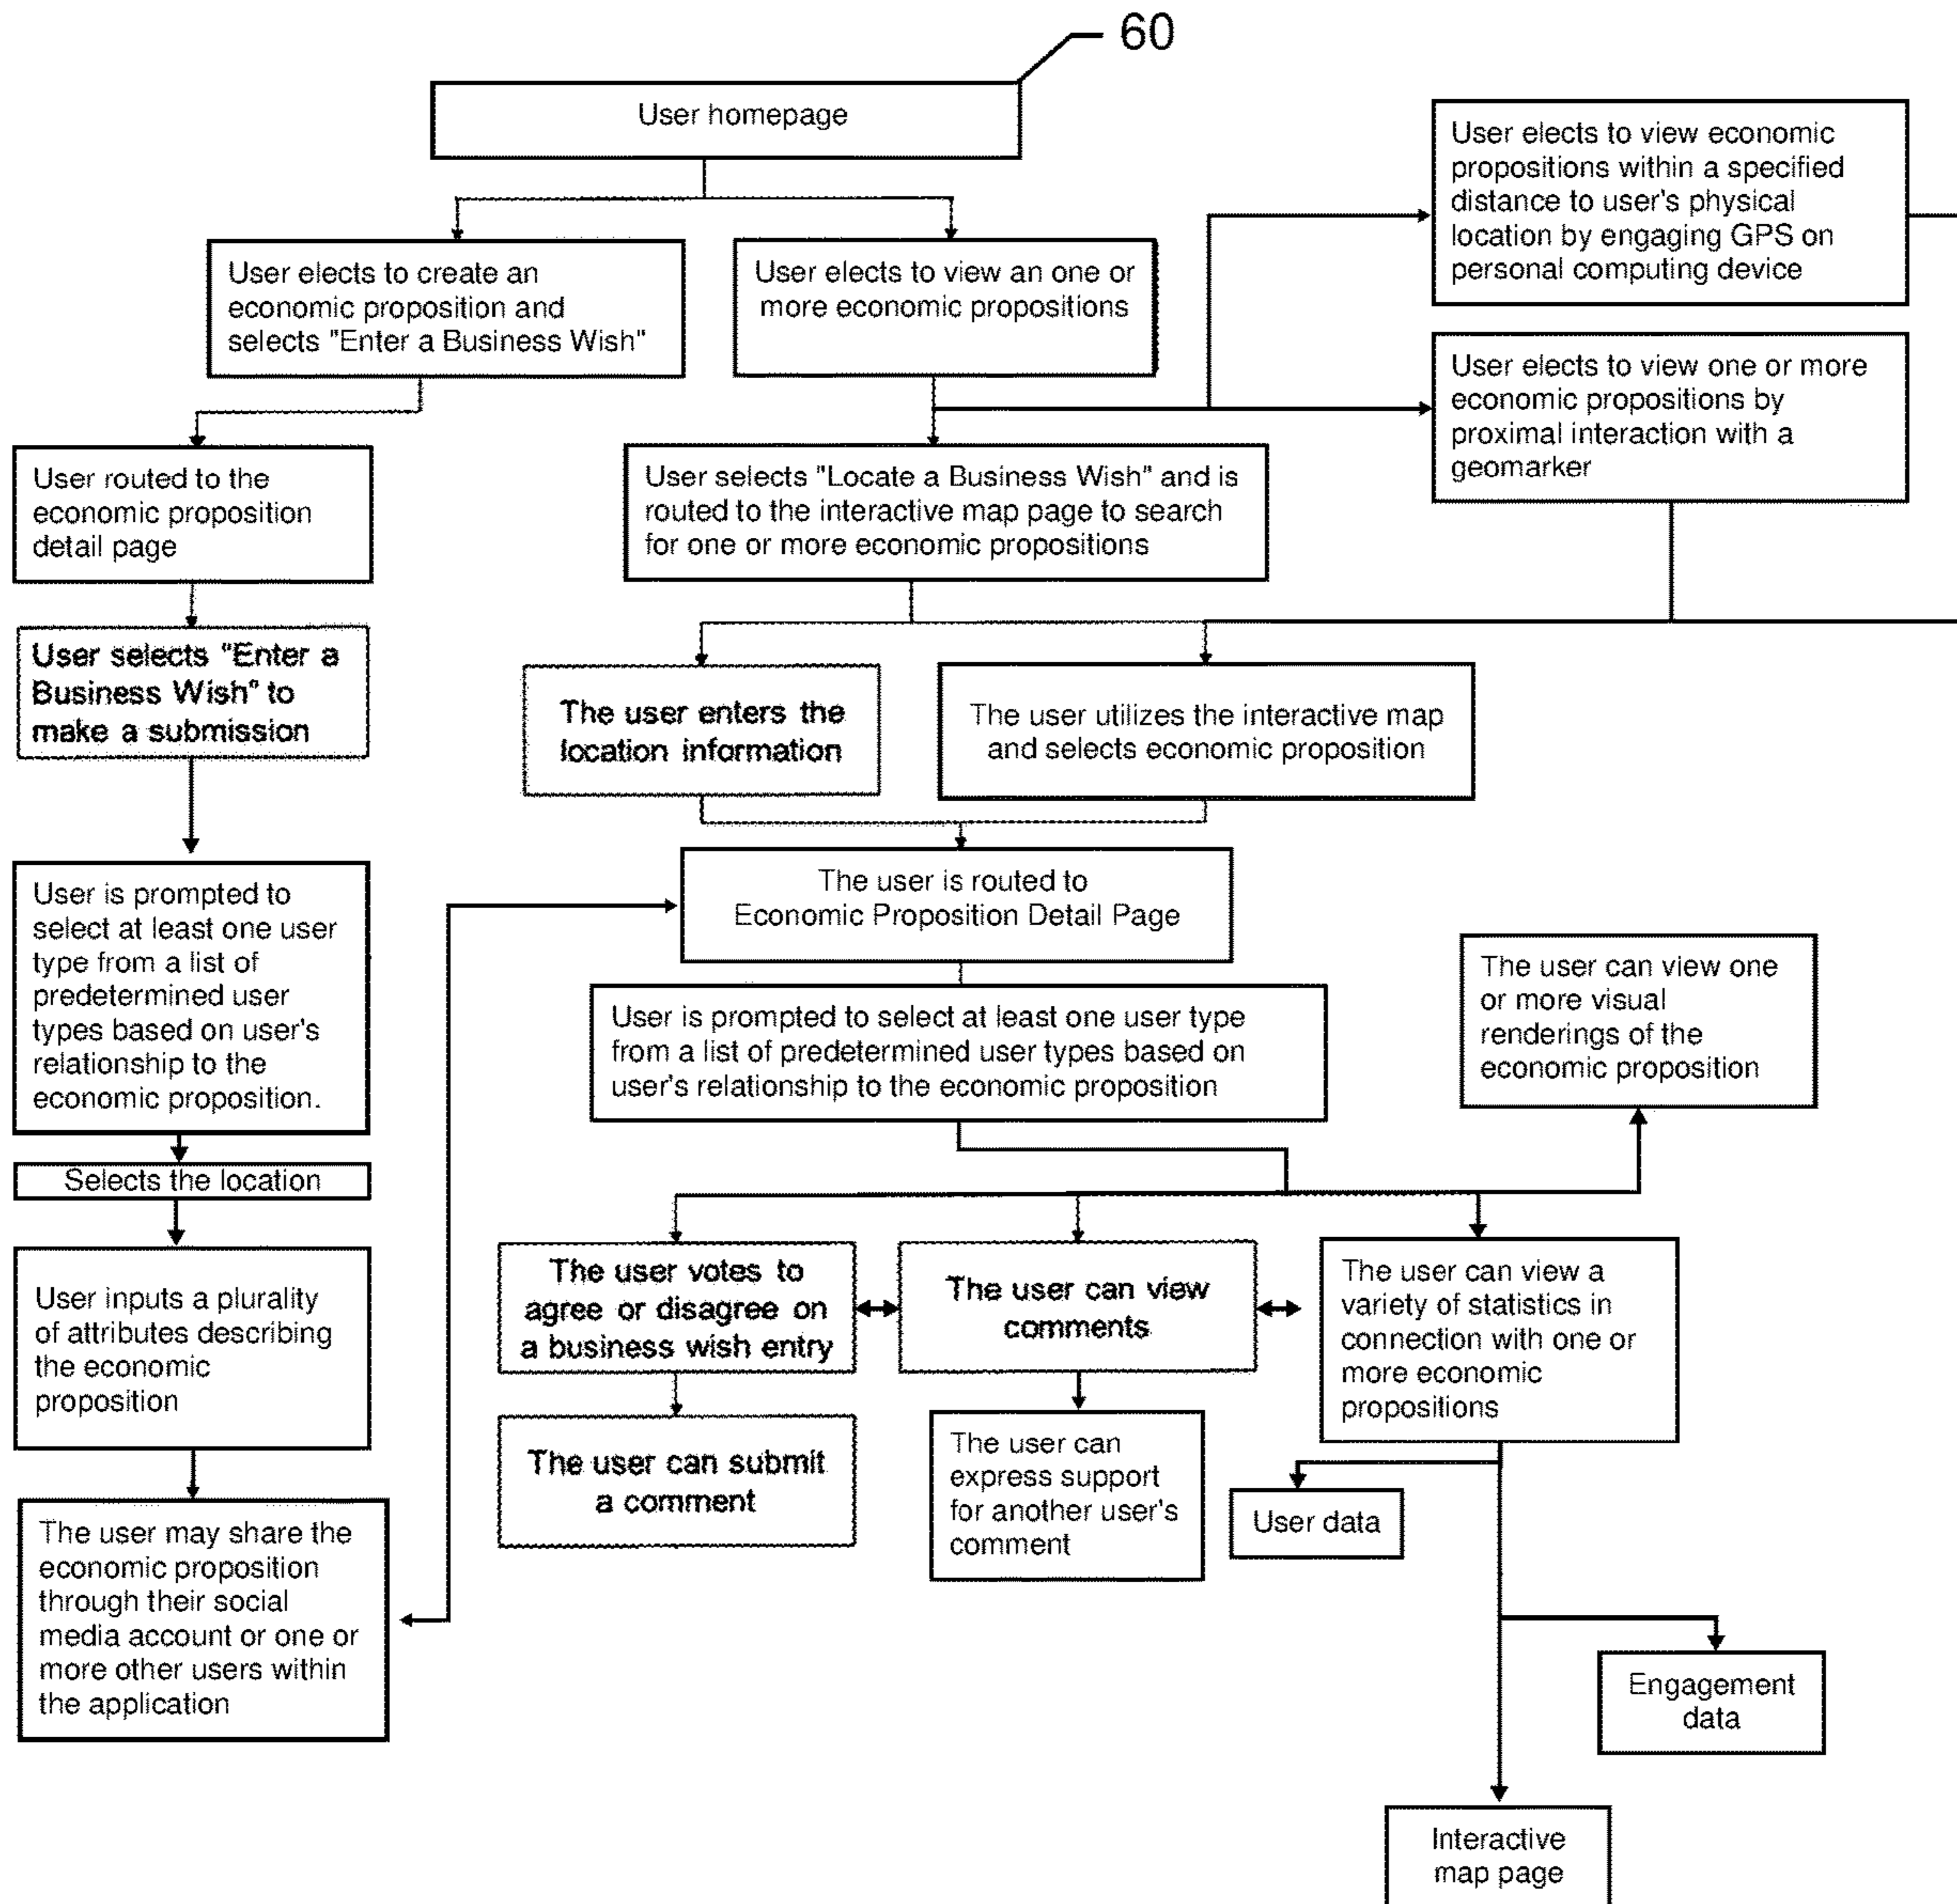 60
User homepage
User elects to view economic
propositions within a specified
distance to user's physical
location by engaging GPS on
personal computing device
User elects to create an
economic proposition and
selects "Enter a Business Wish"
User elects to view an one or
more economic propositions
User elects to view one or more
economic propositions by
proximal interaction with a
geomarker
User routed to the
economic proposition
detail page
User selects "Locate a Business Wish" and is
routed to the interactive map page to search
for one or more economic propositions
User selects "Enter a
Business Wish" to
make a submission
The user enters the
location information
The user utilizes the interactive map
and selects economic proposition
User is prompted to
select at least one user
type from a list of
predetermined user
types based on user's
relationship to the
economic proposition.
The user is routed to
Economic Proposition Detail Page
The user can view one
or more visual
renderings of the
economic proposition
User is prompted to select at least one user type
from a list of predetermined user types based on
user's relationship to the economic proposition
Selects the location
User inputs a plurality
of attributes describing
the economic
proposition
The user votes to
agree or disagree on
a business wish entry
The user can view
comments
The user can view a
variety of statistics in
connection with one or
more economic
propositions
The user can submit
a comment
The user can
express support
for another user's
comment
User data
The user may share the
economic proposition
through their social
media account or one or
more other users within
the application
Engagement
data
Interactive
map page